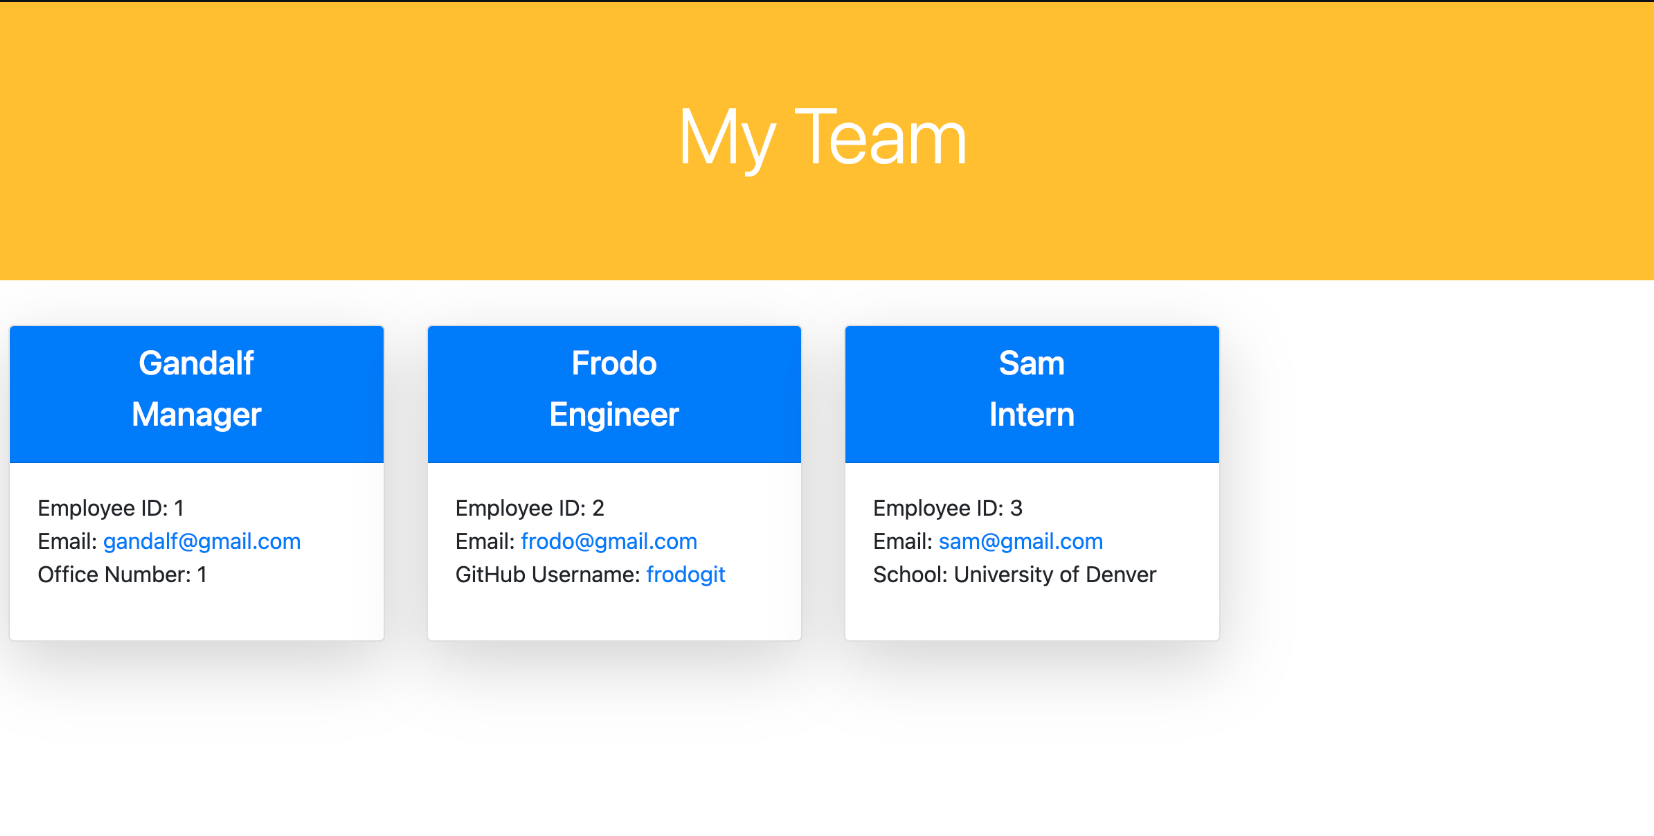 My Team
Gandalf
Manager
Employee ID: 1
Email: gandalf@gmail.com
Office Number: 1
Frodo
Engineer
Employee ID: 2
Email: frodo@gmail.com
GitHub Username: frodogit
Sam
Intern
Employee ID: 3
Email: sam@gmail.com
School: University of Denver